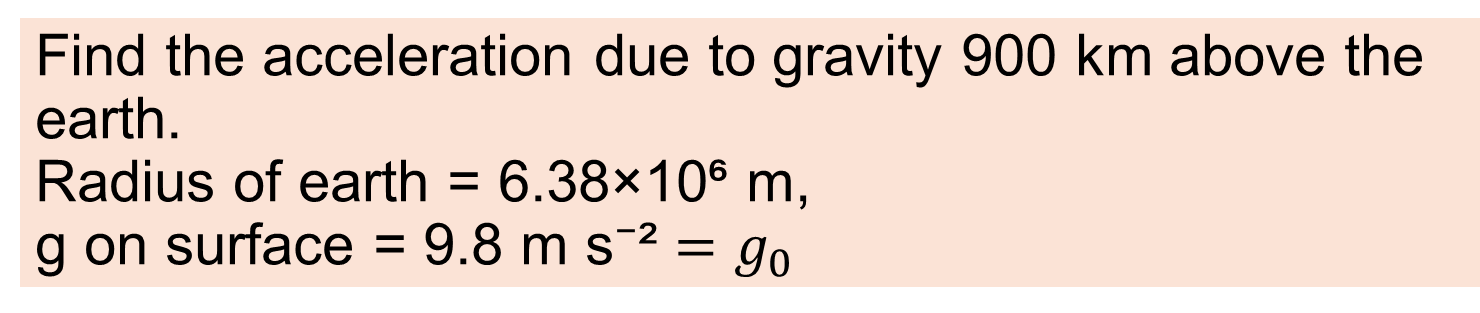 Find the acceleration due to gravity 900 km above the
earth.
Radius of earth = 6.38×10⁶ m,
g on surface = 9.8 m s⁻² = g₀